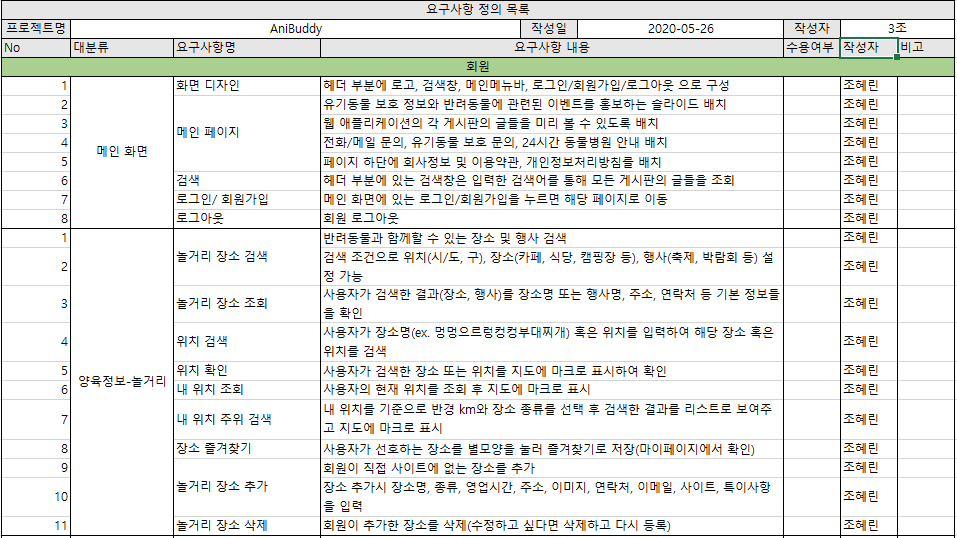 요구사항 정의 목록
프로젝트명 AniBuddy 작성일 2020-05-26 작성자 3조
No 대분류 요구사항명 요구사항 내용 수용여부 작성자 비고
회원
메인 화면
1 화면 디자인 헤더 부분에 로고, 검색창, 메인메뉴바, 로그인/회원가입/로그아웃 으로 구성 조혜린
메인 페이지
2 유기동물 보호 정보와 반려동물에 관련된 이벤트를 홍보하는 슬라이드 배치 조혜린
3 웹 애플리케이션의 각 게시판의 글들을 미리 볼 수 있도록 배치 조혜린
4 전화/메일 문의, 유기동물 보호 문의, 24시간 동물병원 안내 배치 조혜린
5 페이지 하단에 회사정보 및 이용약관, 개인정보처리방침를 배치 조혜린
6 검색 헤더 부분에 있는 검색창은 입력한 검색어를 통해 모든 게시판의 글들을 조회 조혜린
7 로그인/ 회원가입 메인 화면에 있는 로그인/회원가입을 누르면 해당 페이지로 이동 조혜린
8 로그아웃 회원 로그아웃 조혜린
양육정보-놀거리
놀거리 장소 검색
1 반려동물과 함께할 수 있는 장소 및 행사 검색 조혜린
2 검색 조건으로 위치(시/도, 구), 장소(카페, 식당, 캠핑장 등), 행사(축제, 박람회 등) 설
정 가능 조혜린
3 놀거리 장소 조회 사용자가 검색한 결과(장소, 행사)를 장소명 또는 행사명, 주소, 연락처 등 기본 정보들
을 확인 조혜린
4 위치 검색 사용자가 장소명(ex. 멍멍으르렁컹컹부대찌개) 혹은 위치를 입력하여 해당 장소 혹은
위치를 검색 조혜린
5 위치 확인 사용자가 검색한 장소 또는 위치를 지도에 마크로 표시하여 확인 조혜린
6 내 위치 조회 사용자의 현재 위치를 조회 후 지도에 마크로 표시 조혜린
7 내 위치 주위 검색 내 위치를 기준으로 반경 km와 장소 종류를 선택 후 검색한 결과를 리스트로 보여주
고 지도에 마크로 표시 조혜린
8 장소 즐겨찾기 사용자가 선호하는 장소를 별모양을 눌러 즐겨찾기로 저장(마이페이지에서 확인) 조혜린
놀거리 장소 추가
9 회원이 직접 사이트에 없는 장소를 추가 조혜린
10 장소 추가시 장소명, 종류, 영업시간, 주소, 이미지, 연락처, 이메일, 사이트, 특이사항
을 입력 조혜린
11 놀거리 장소 삭제 회원이 추가한 장소를 삭제(수정하고 싶다면 삭제하고 다시 등록) 조혜린